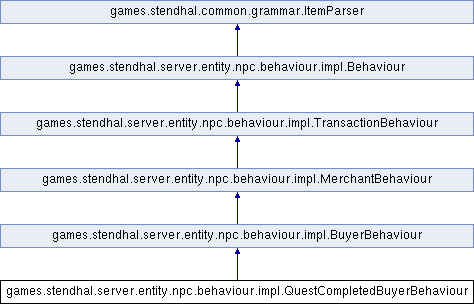 games.stendhal.common.grammar.ItemParser
games.stendhal.server.entity.npc.behaviour.impl.Behaviour
games.stendhal.server.entity.npc.behaviour.impl.TransactionBehaviour
games.stendhal.server.entity.npc.behaviour.impl.MerchantBehaviour
games.stendhal.server.entity.npc.behaviour.impl.BuyerBehaviour
games.stendhal.server.entity.npc.behaviour.impl.QuestCompletedBuyerBehaviour